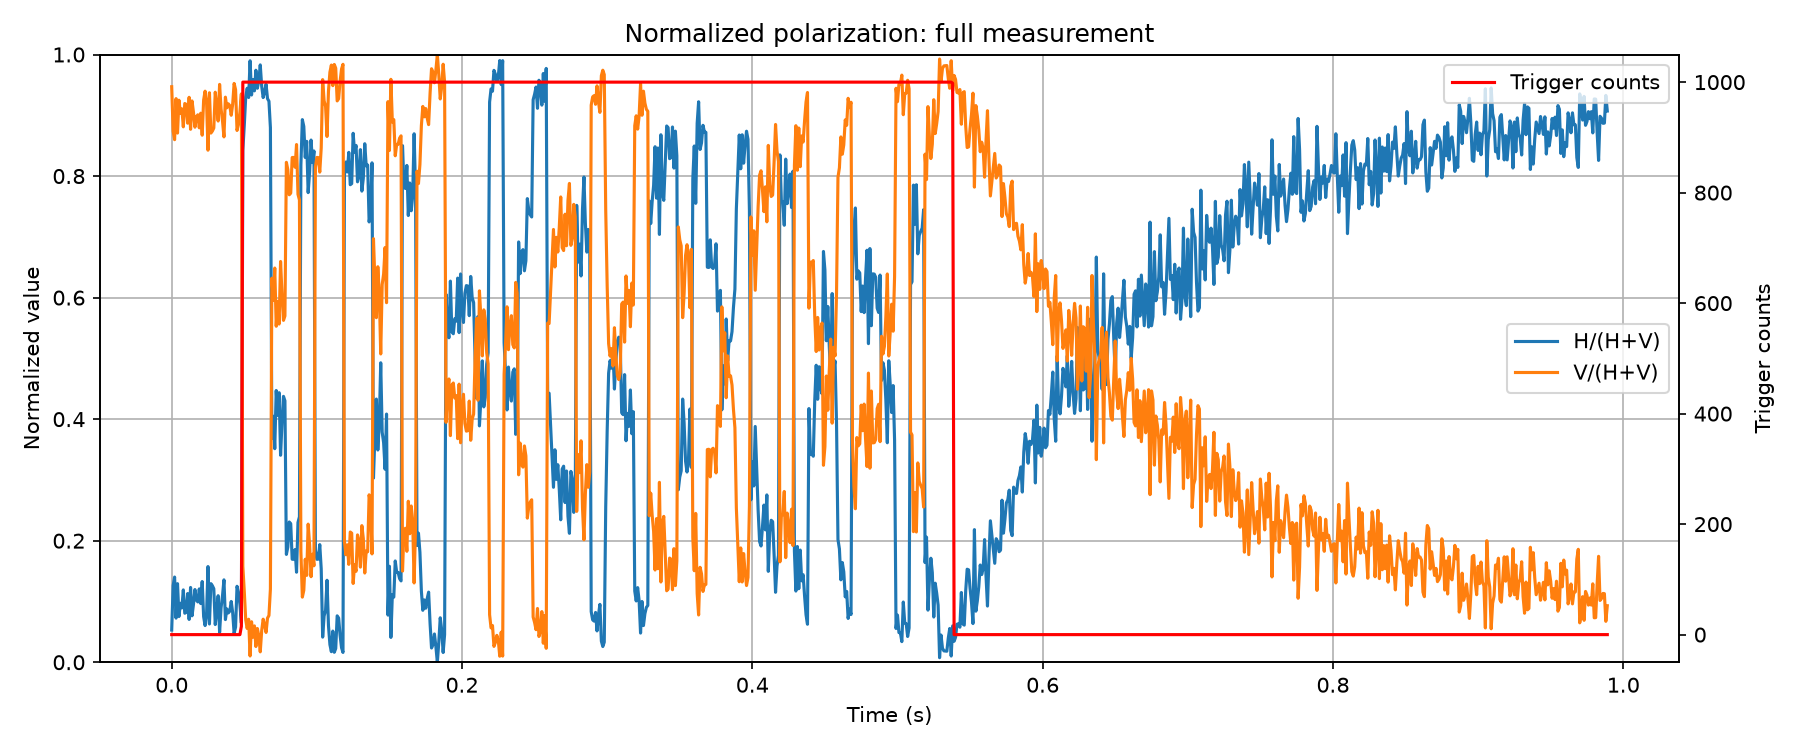 Normalized polarization: full measurement
Normalized value
1.0
0.8
0.6
0.4
0.2
0.0
0.0
0.2
0.4
0.6
0.8
1.0
Time (s)
1000
800
600
400
200
0
Trigger counts
Trigger counts
H/(H+V)
V/(H+V)